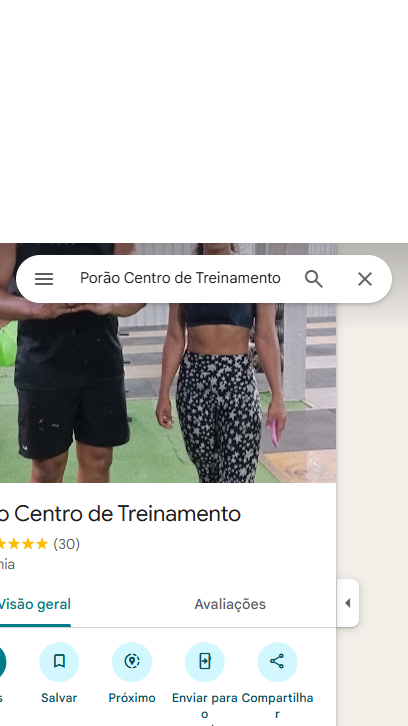 Porão Centro de Treinamento
o Centro de Treinamento
(30)
nia
Visão geral
Avaliações
s
Salvar
Próximo
Enviar para o
Compartilhar